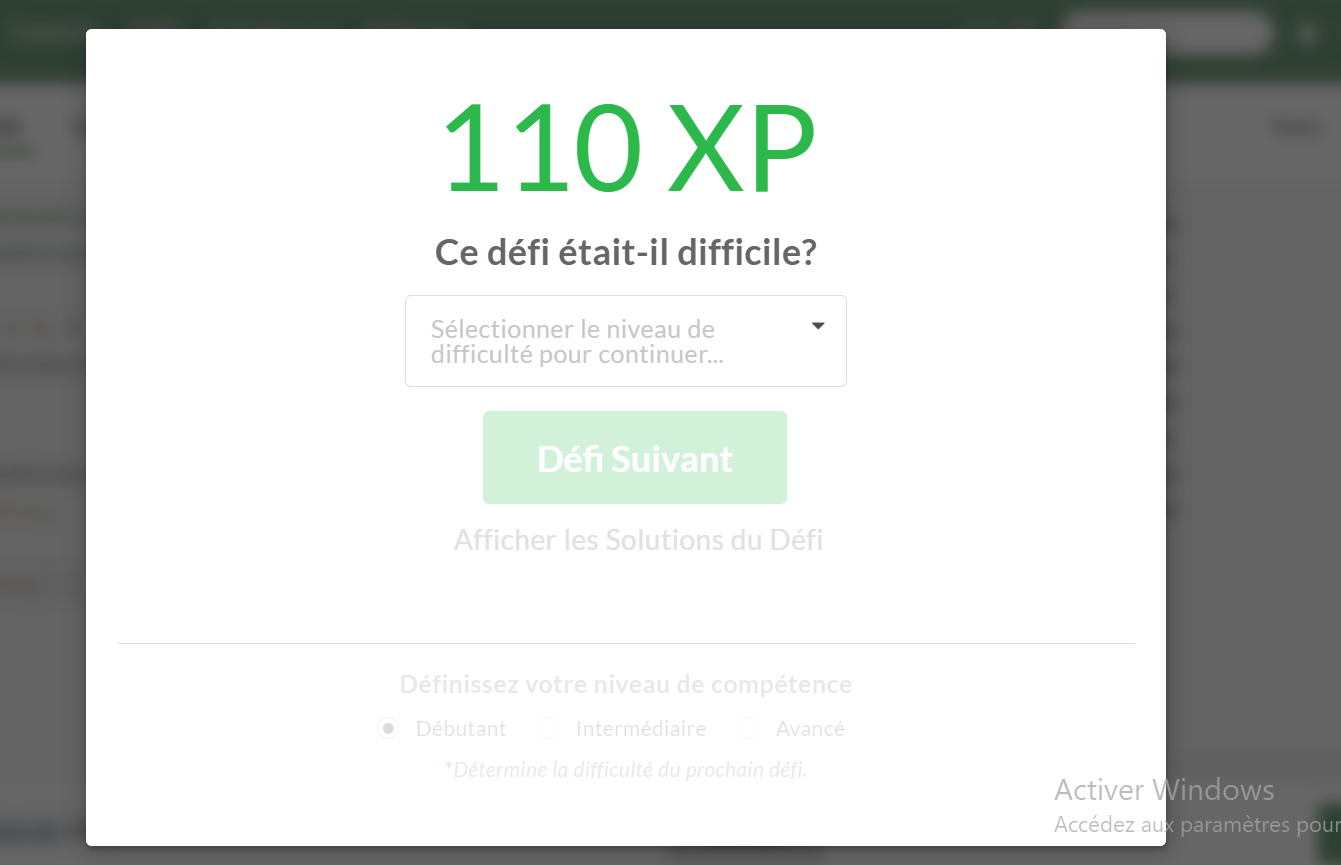 110 XP
Ce défi était-il difficile?
Sélectionner le niveau de
difficulté pour continuer...
Défi Suivant
Afficher les Solutions du Défi
Définissez votre niveau de compétence
Débutant Intermédiaire Avancé
*Détermine la difficulté du prochain défi.
Activer Windows
Accédez aux paramètres pour